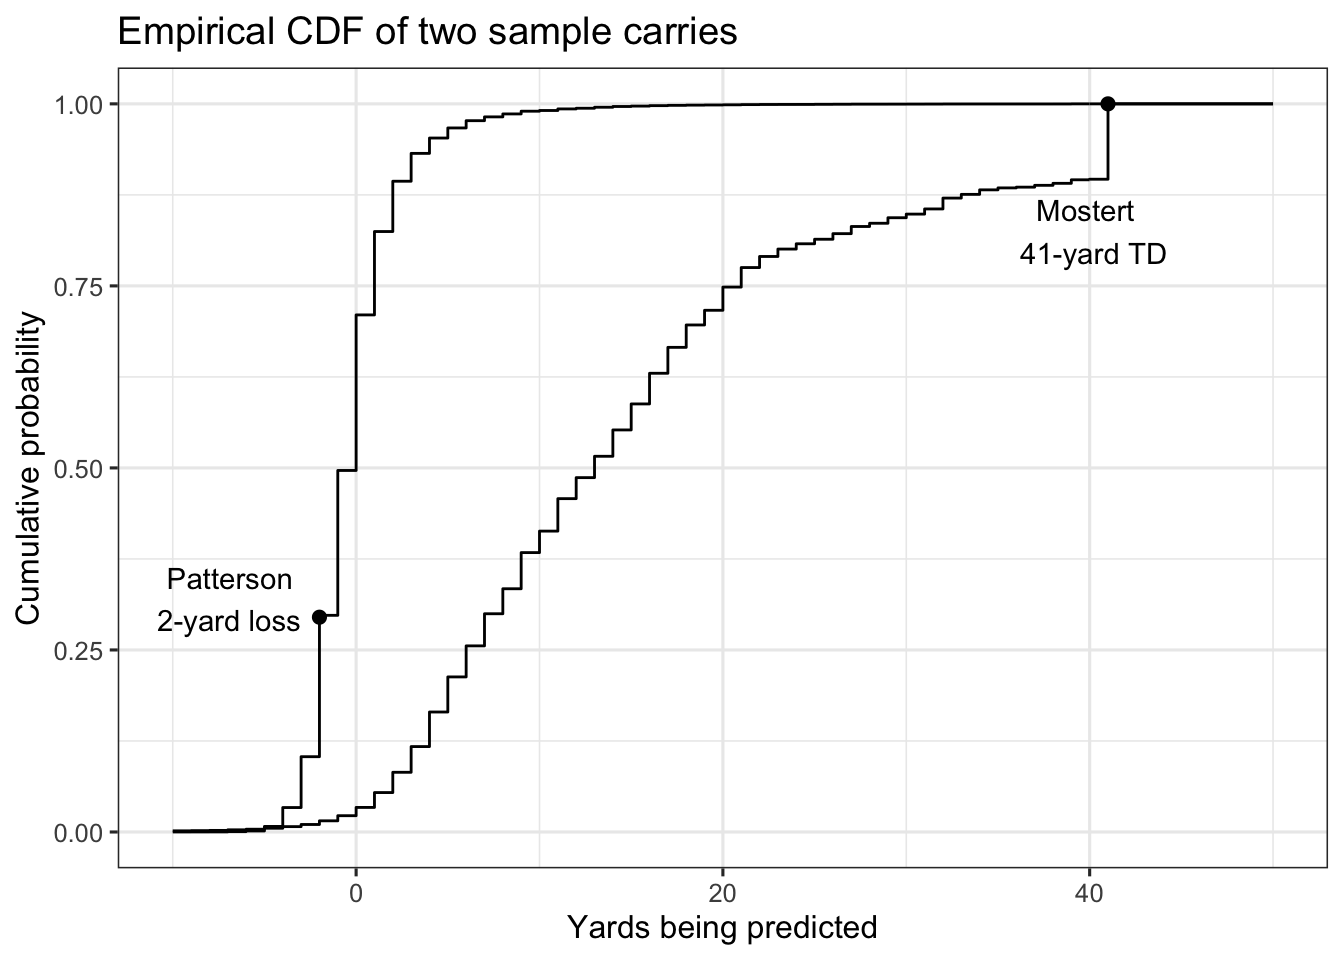 Empirical CDF of two sample carries
1.00
0.75
0.50
0.25
0.00
Cumulative probability
Mostert
41-yard TD
Patterson
2-yard loss
0
20
40
Yards being predicted